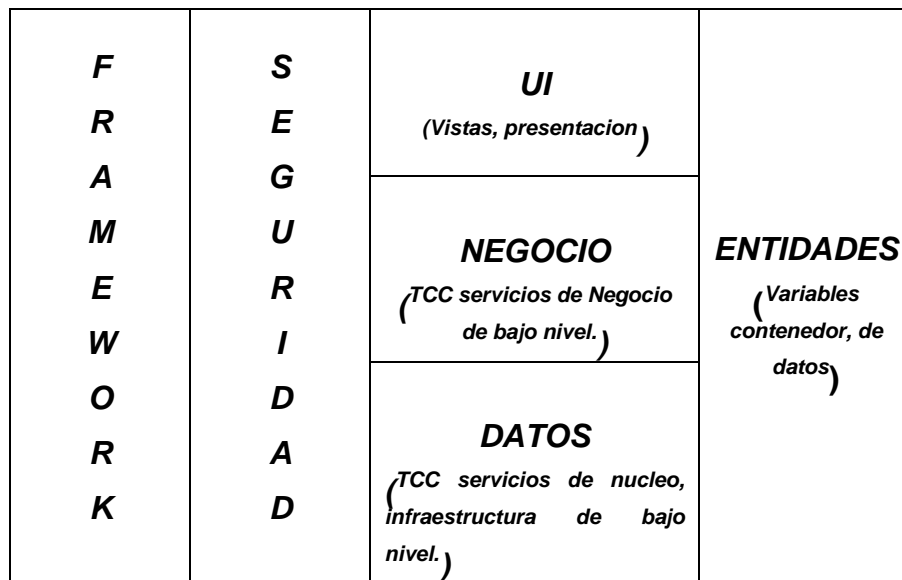 F
R
A
M
E
W
O
R
K
S
E
G
U
R
I
D
A
D
UI
(Vistas, presentacion)
NEGOCIO
(TCC servicios de Negocio
de bajo nivel.)
DATOS
(TCC servicios de nucleo,
infraestructura de bajo
nivel.)
ENTIDADES
(Variables
contenedor, de
datos)